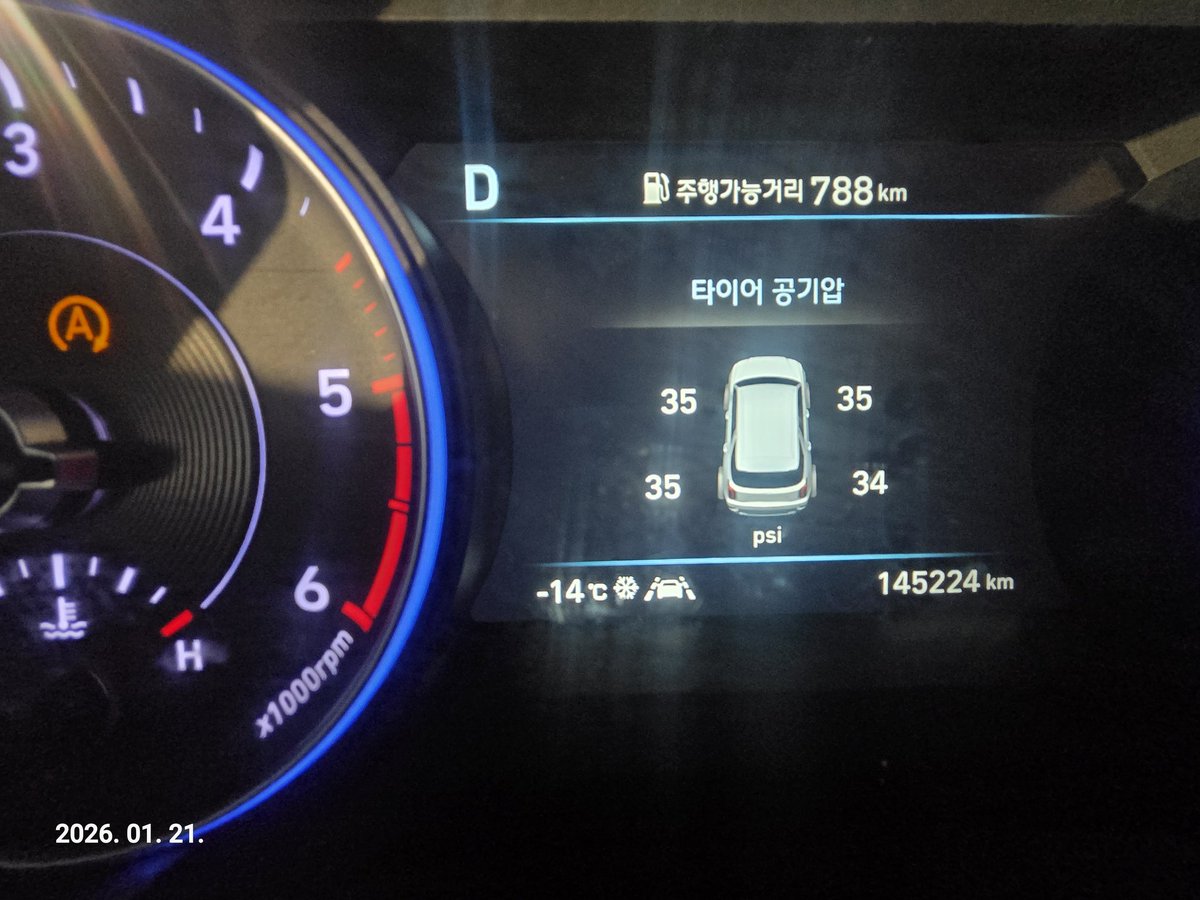 D
주행가능거리 788 km
타이어 공기압
35 35
35 34
psi
-14°C
145224 km
3
4
5
6
x1000rpm
A
H
2026. 01. 21.